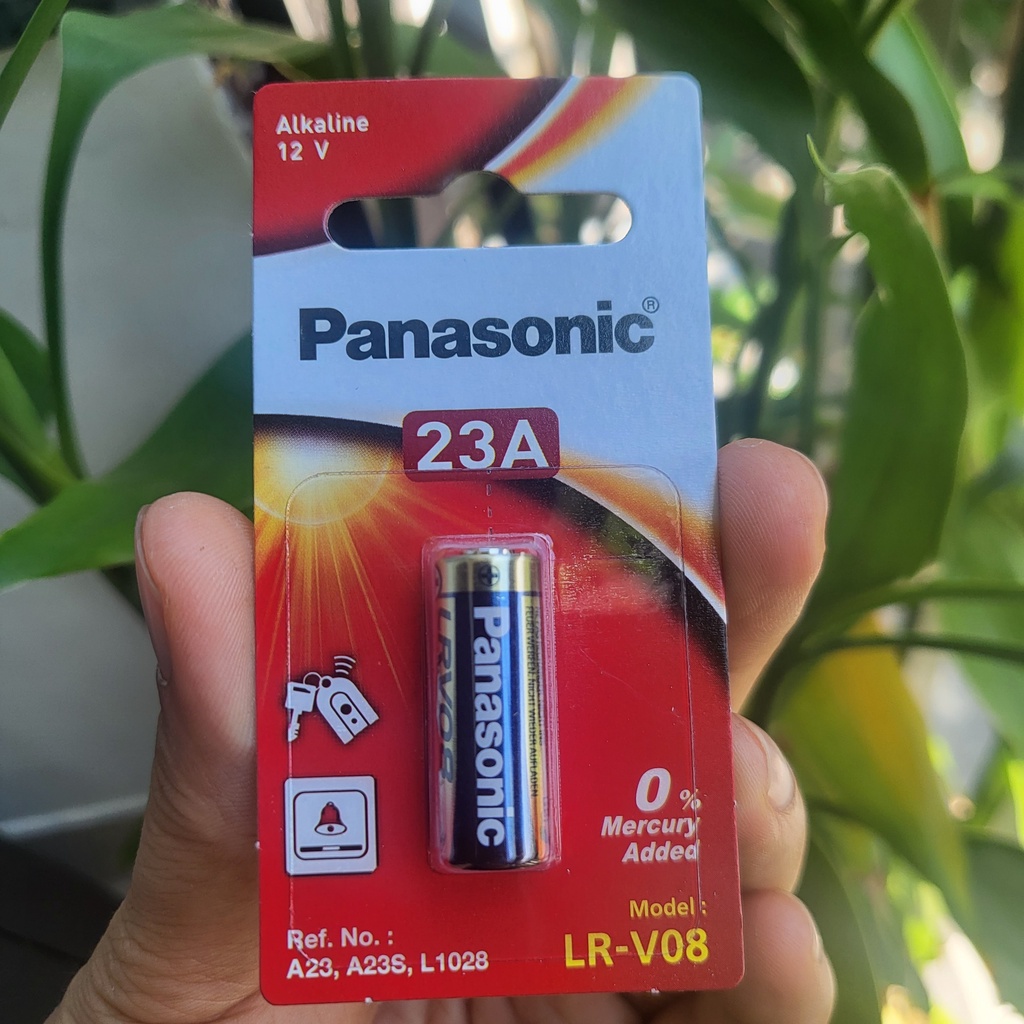 Alkaline
12 V
Panasonic®
23A
Panasonic
LRV08
0 %
Mercury
Added
Model :
LR-V08
Ref. No. :
A23, A23S, L1028